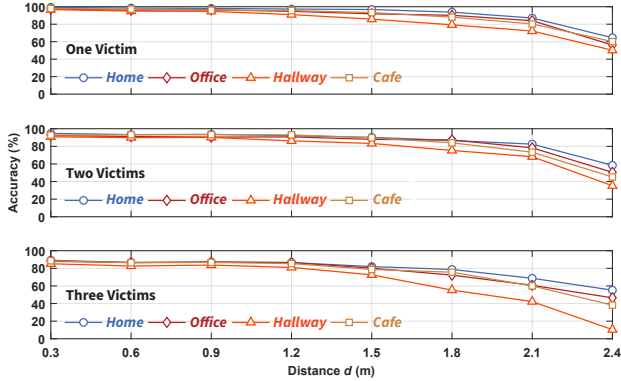 100
80
60
40
20
0
One Victim
Home Office Hallway Cafe
Accuracy (%)
100
80
60
40
20
0
Two Victims
Home Office Hallway Cafe
100
80
60
40
20
0
Three Victims
Home Office Hallway Cafe
0.3 0.6 0.9 1.2 1.5 1.8 2.1 2.4
Distance d (m)